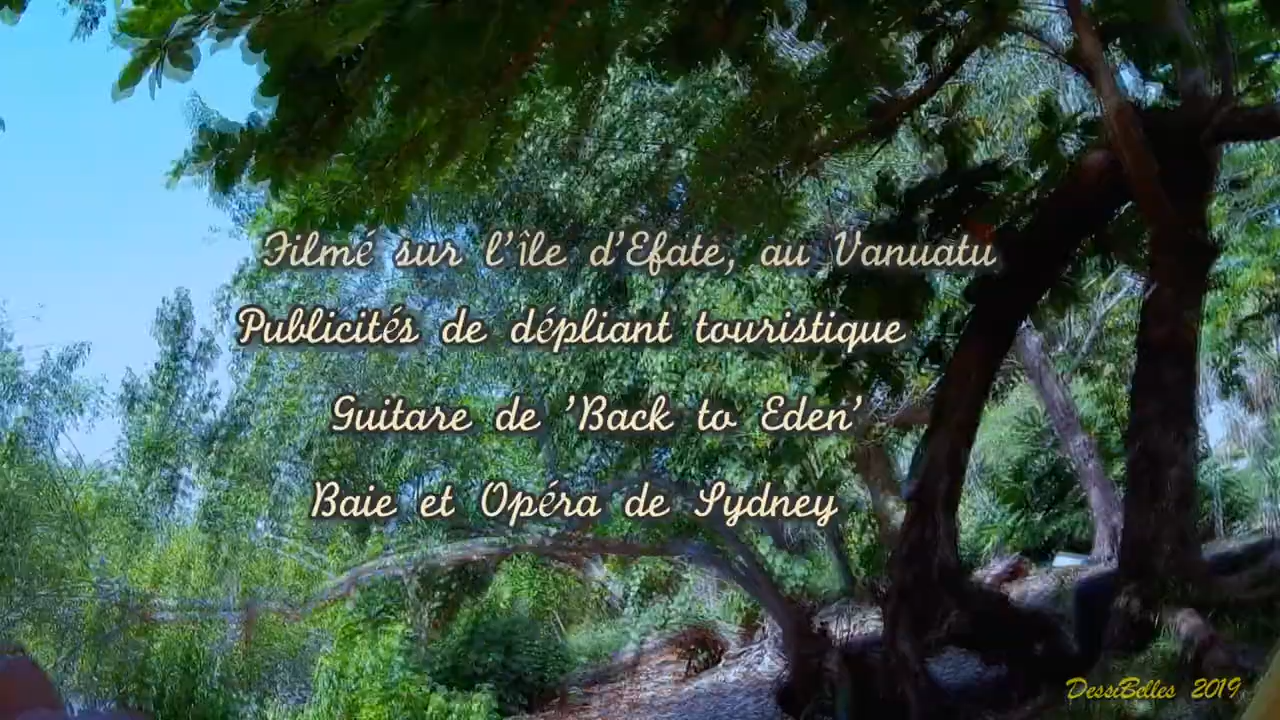 Filmé sur l'île d'Efate, au Vanuatu
Publicités de dépliant touristique
Guitare de 'Back to Eden'
Baie et Opéra de Sydney
DessiBelles 2019